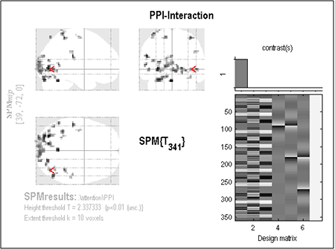 PPI-Interaction
contrast(s)
1
SPMmip
[39, -72, 0]
SPM{T341}
SPMresults: .\attention\PPI
Height threshold T = 2.337333 {p=0.01 (unc.)}
Extent threshold k = 10 voxels
50
100
150
200
250
300
350
2 4 6
Design matrix